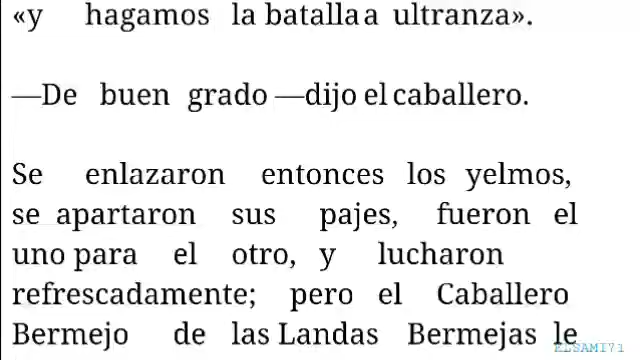 «y hagamos la batalla a ultranza».
—De buen grado —dijo el caballero.
Se enlazaron entonces los yelmos,
se apartaron sus pajes, fueron el
uno para el otro, y lucharon
refrescadamente; pero el Caballero
Bermejo de las Landas Bermejas le
ELSAMI71